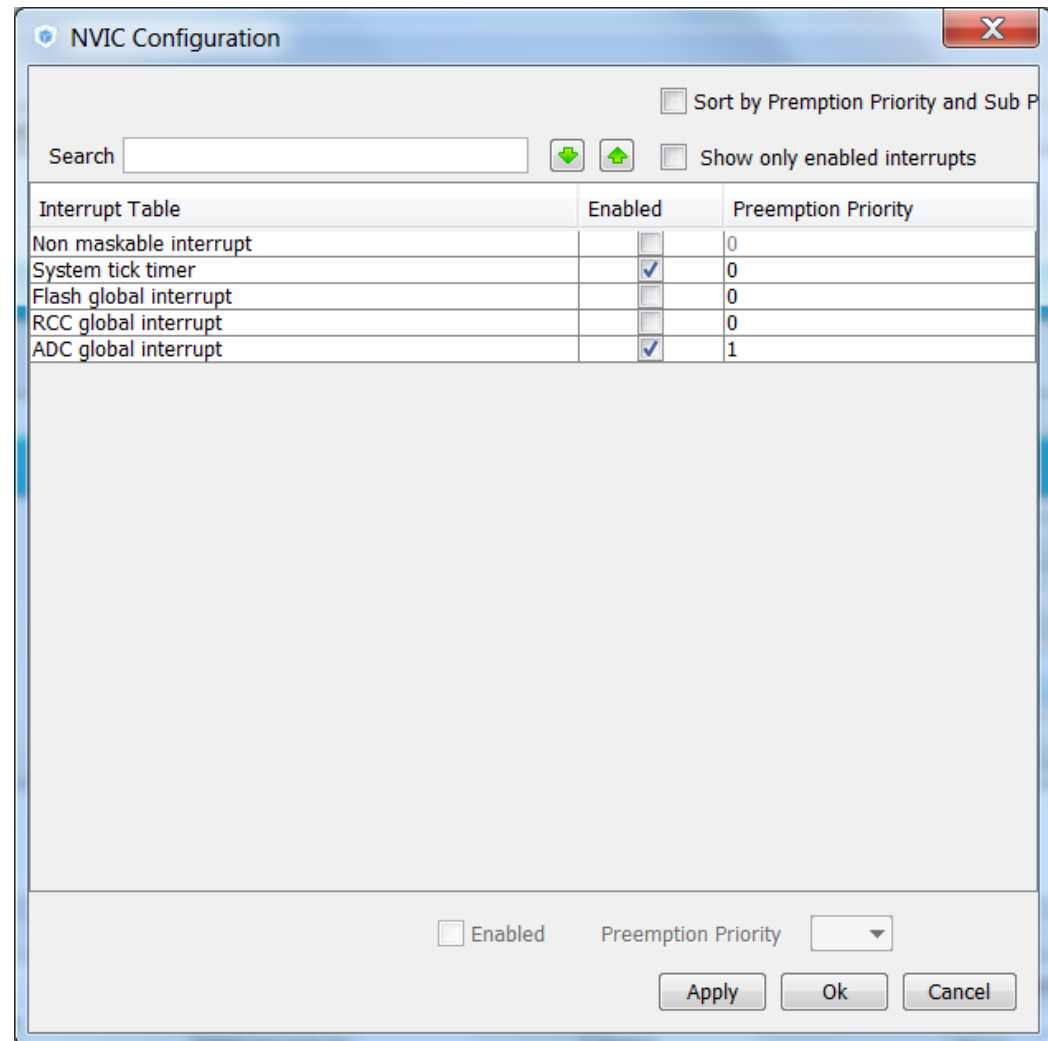 NVIC Configuration
Sort by Premption Priority and Sub P
Search
Show only enabled interrupts
Interrupt Table Enabled Preemption Priority
Non maskable interrupt 0
System tick timer 0
Flash global interrupt 0
RCC global interrupt 0
ADC global interrupt 1
Enabled Preemption Priority
Apply Ok Cancel